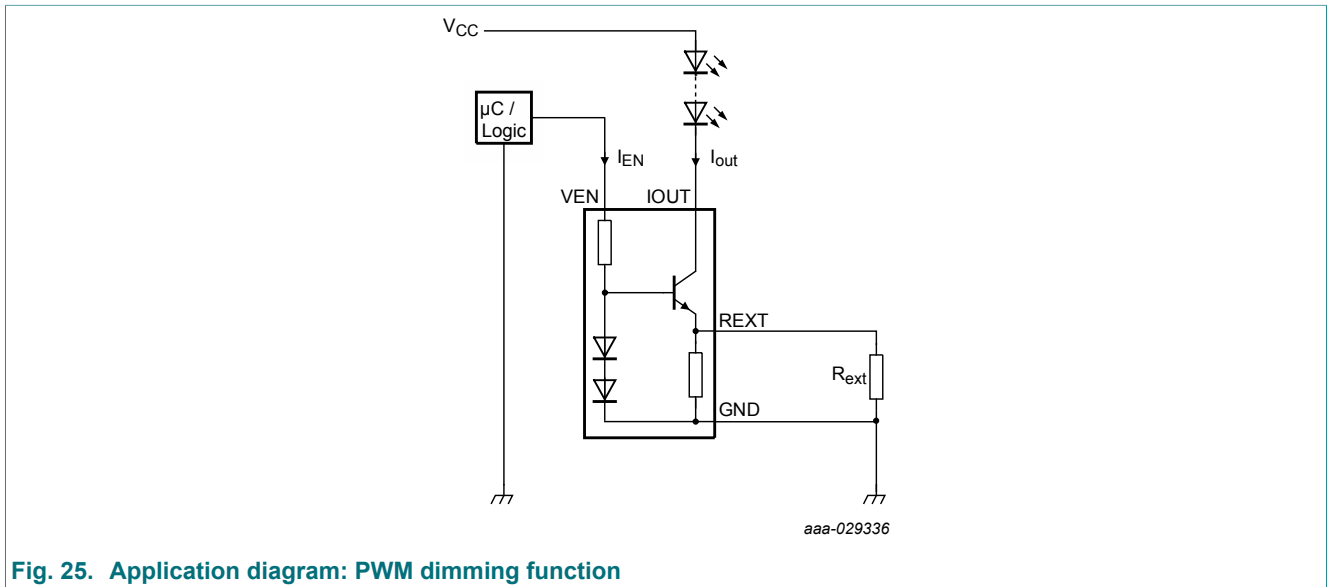 VCC
µC /
Logic
IEN
Iout
VEN
IOUT
REXT
Rext
GND
aaa-029336
Fig. 25. Application diagram: PWM dimming function